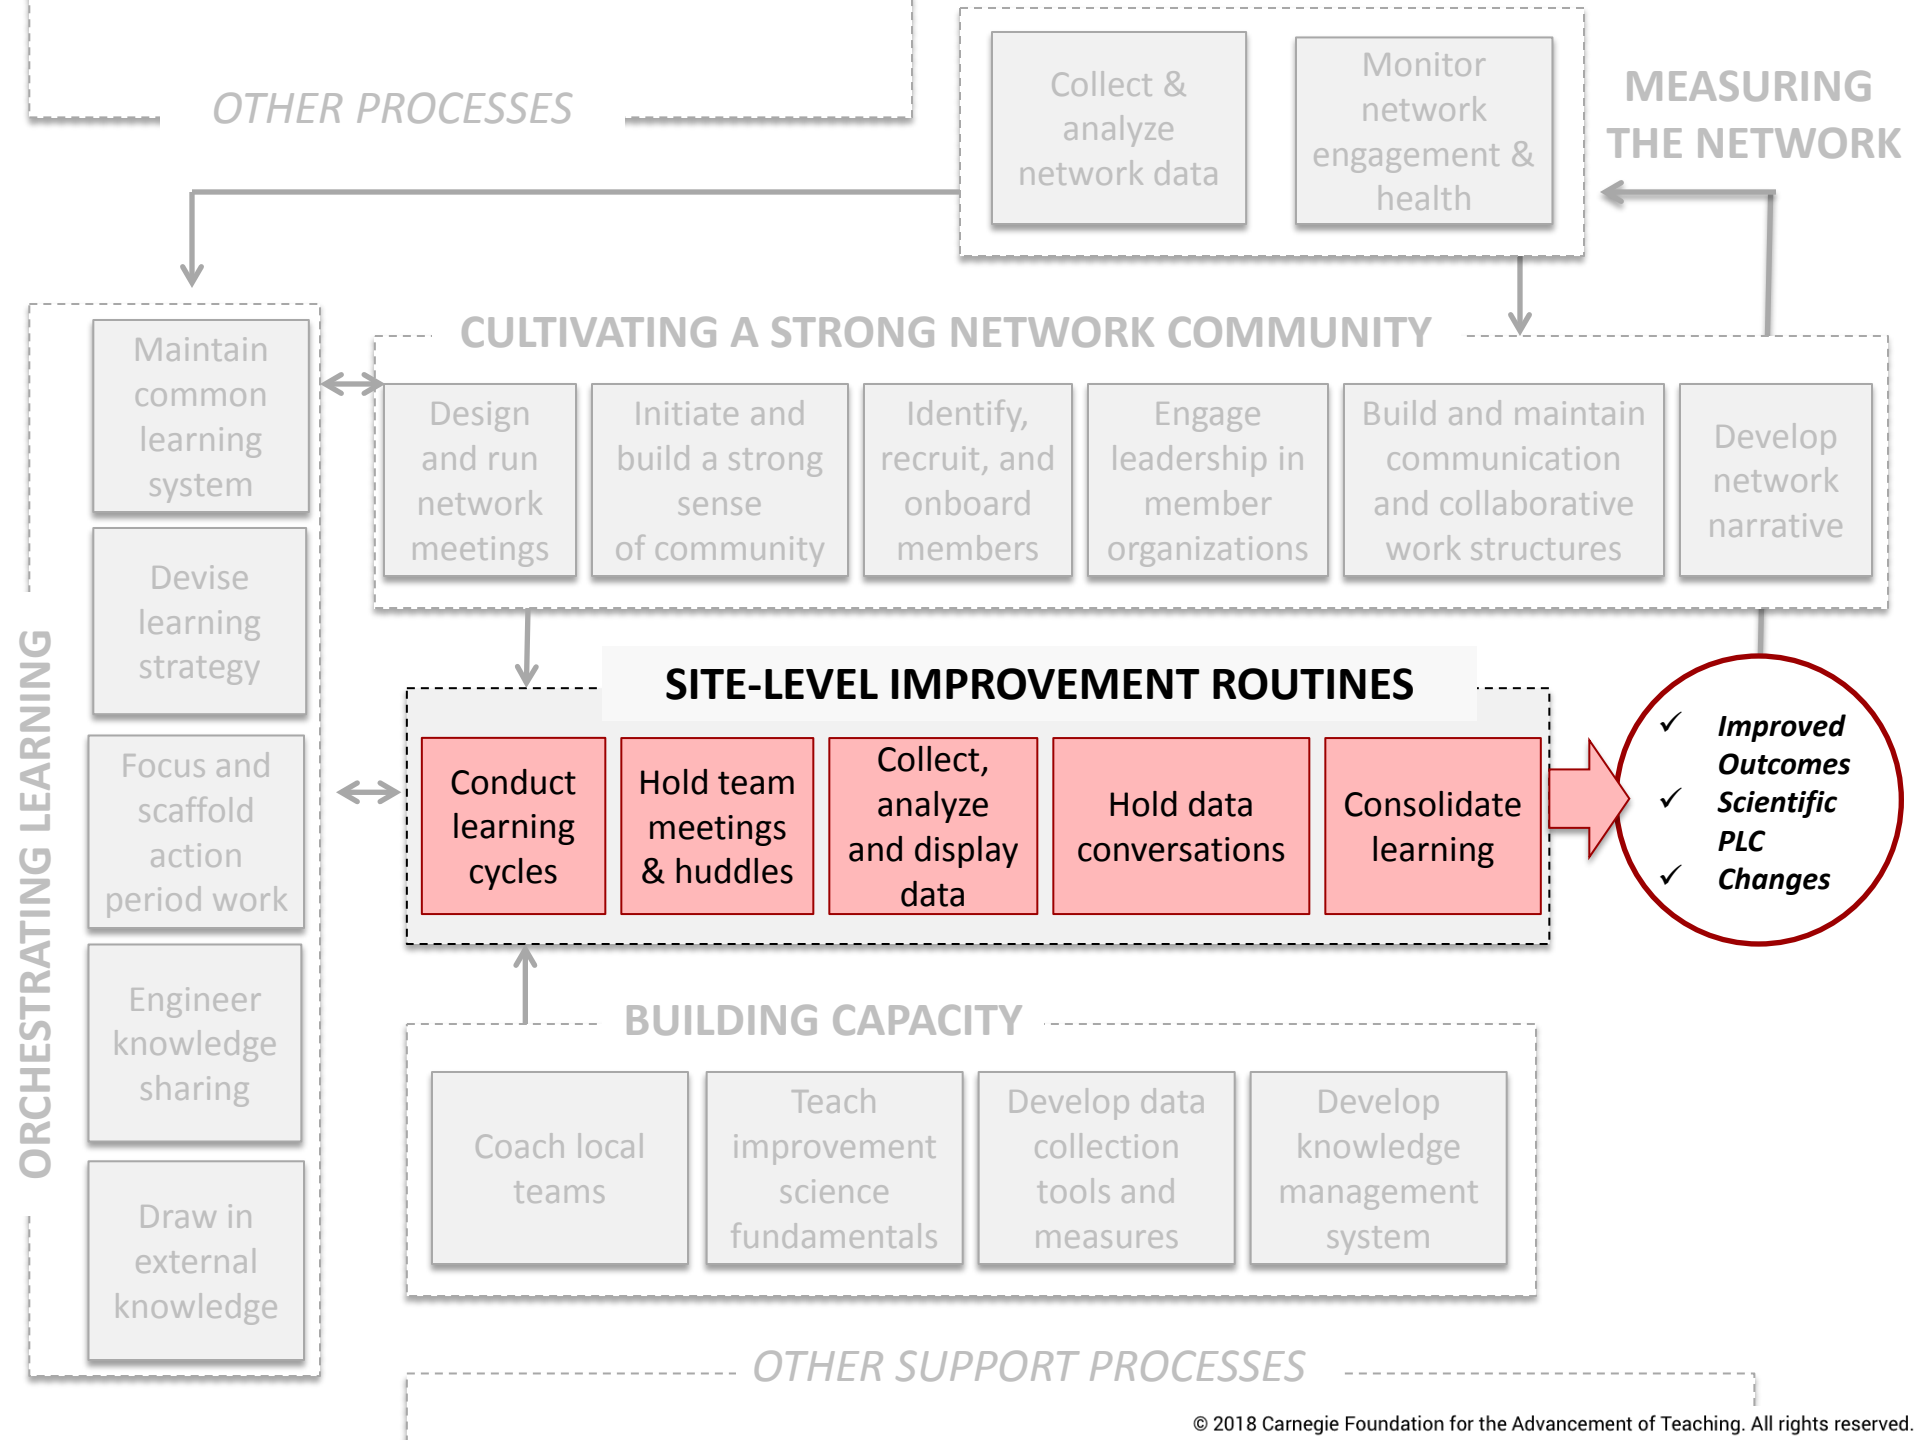 OTHER PROCESSES
Collect &
analyze
network data
Monitor
network
engagement &
health
MEASURING
THE NETWORK
ORCHESTRATING LEARNING
Maintain
common
learning
system
Devise
learning
strategy
Focus and
scaffold
action
period work
Engineer
knowledge
sharing
Draw in
external
knowledge
CULTIVATING A STRONG NETWORK COMMUNITY
Design
and run
network
meetings
Initiate and
build a strong
sense
of community
Identify,
recruit, and
onboard
members
Engage
leadership in
member
organizations
Build and maintain
communication
and collaborative
work structures
Develop
network
narrative
SITE-LEVEL IMPROVEMENT ROUTINES
Conduct
learning
cycles
Hold team
meetings
& huddles
Collect,
analyze
and display
data
Hold data
conversations
Consolidate
learning
✓ Improved
Outcomes
✓ Scientific
PLC
✓ Changes
BUILDING CAPACITY
Coach local
teams
Teach
improvement
science
fundamentals
Develop data
collection
tools and
measures
Develop
knowledge
management
system
OTHER SUPPORT PROCESSES
© 2018 Carnegie Foundation for the Advancement of Teaching. All rights reserved.